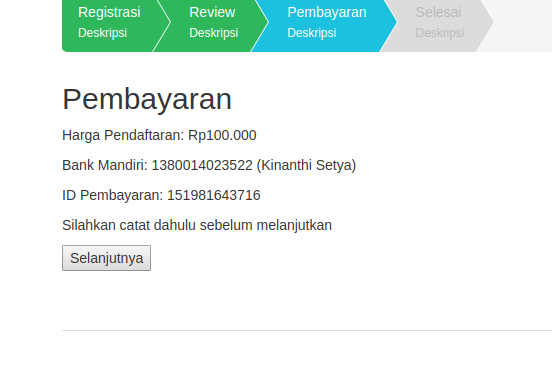 Registrasi Review Pembayaran Selesai
Deskripsi Deskripsi Deskripsi Deskripsi
Pembayaran
Harga Pendaftaran: Rp100.000
Bank Mandiri: 1380014023522 (Kinanthi Setya)
ID Pembayaran: 151981643716
Silahkan catat dahulu sebelum melanjutkan
Selanjutnya